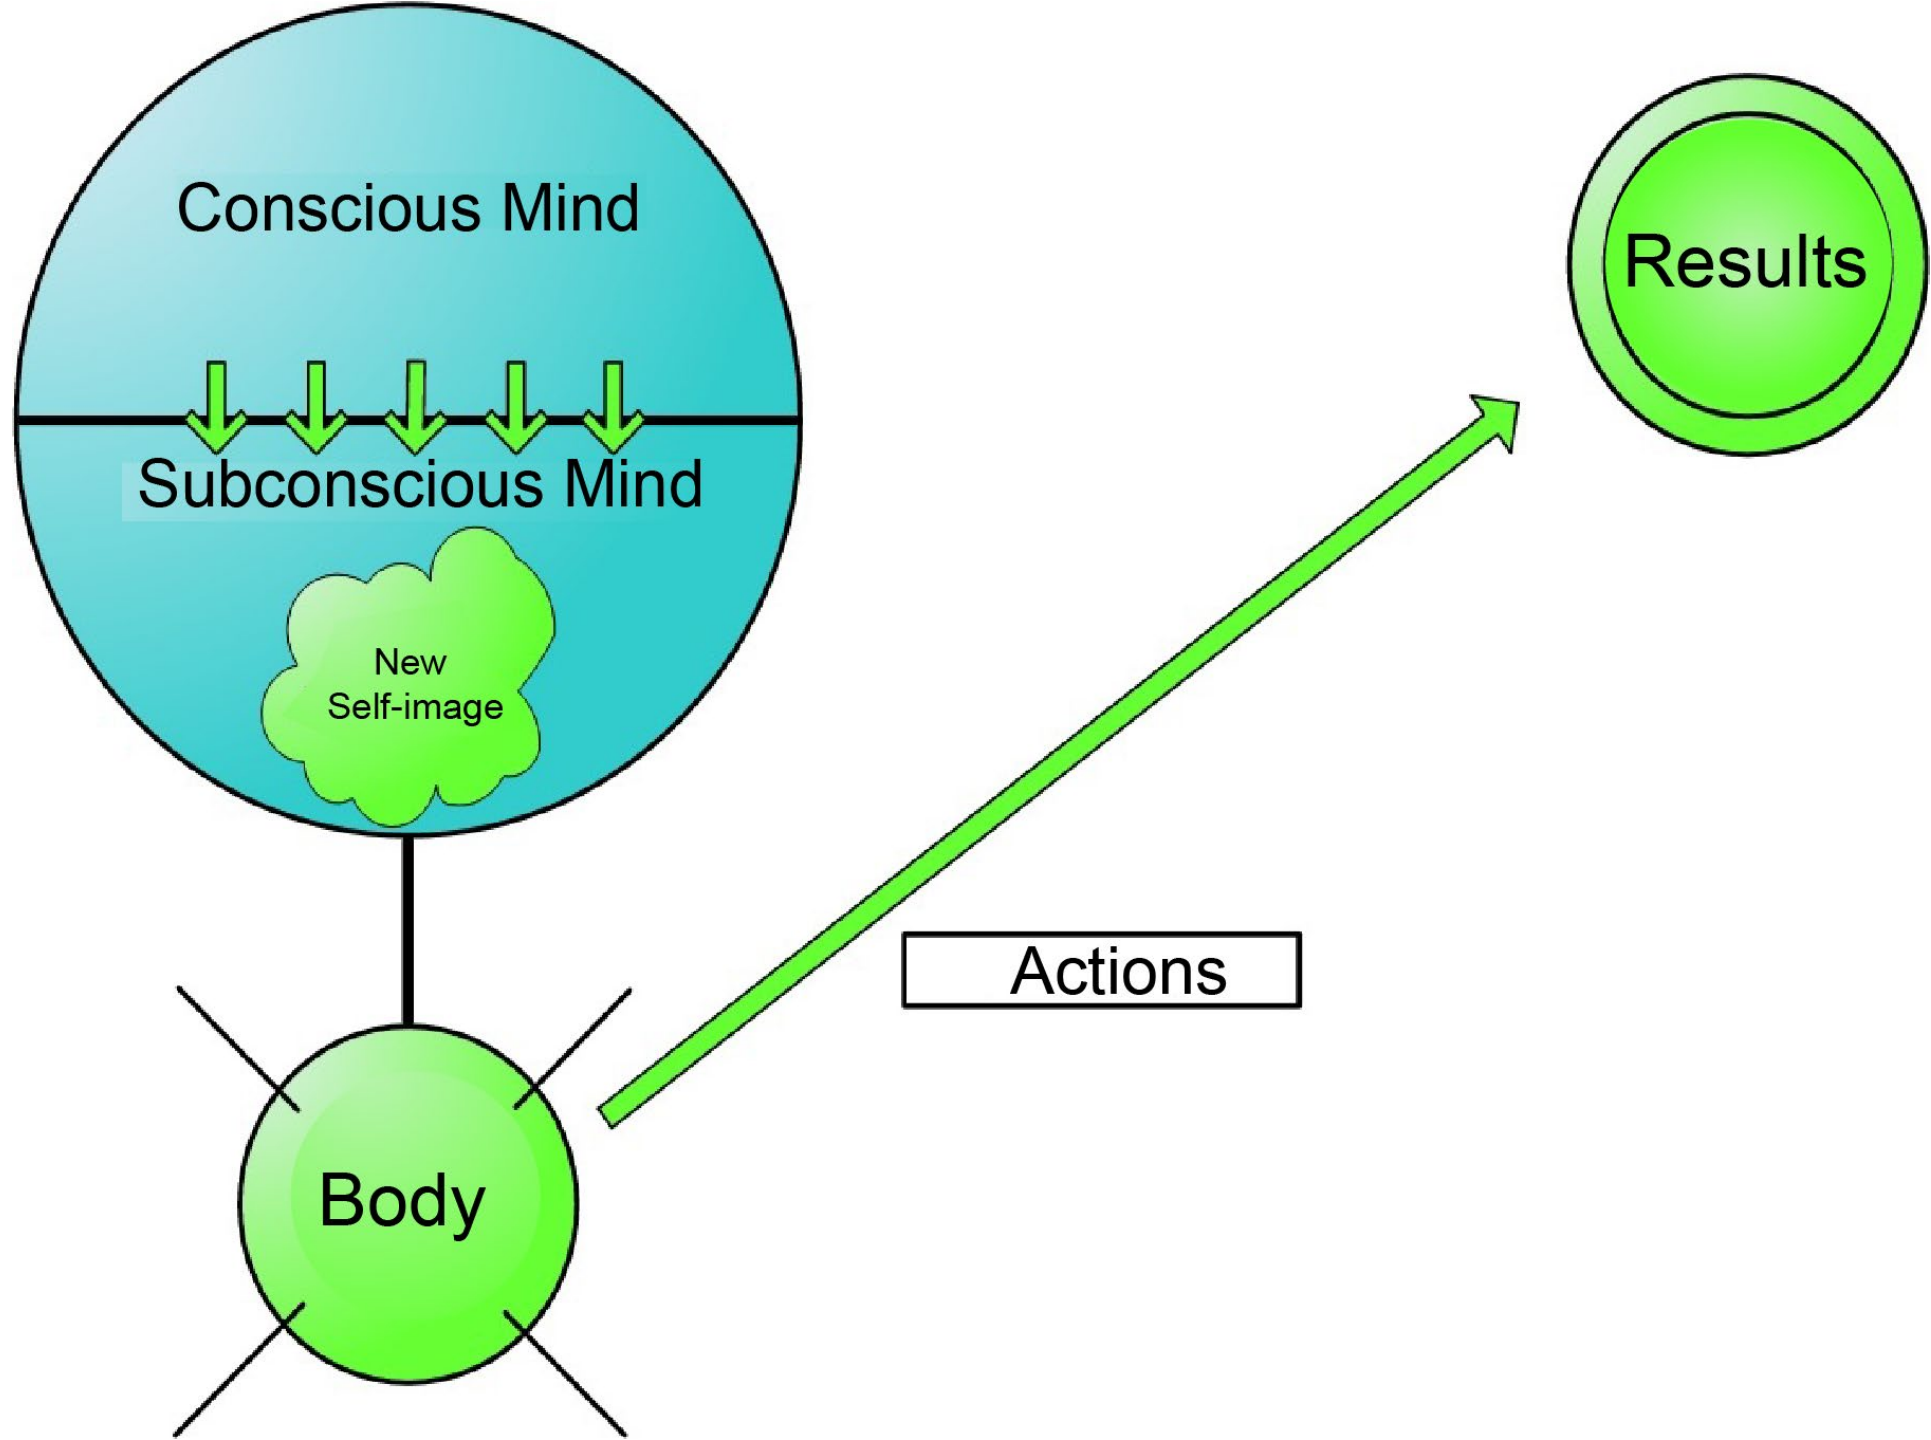 Conscious Mind
Results
Subconscious Mind
New
Self-image
Actions
Body